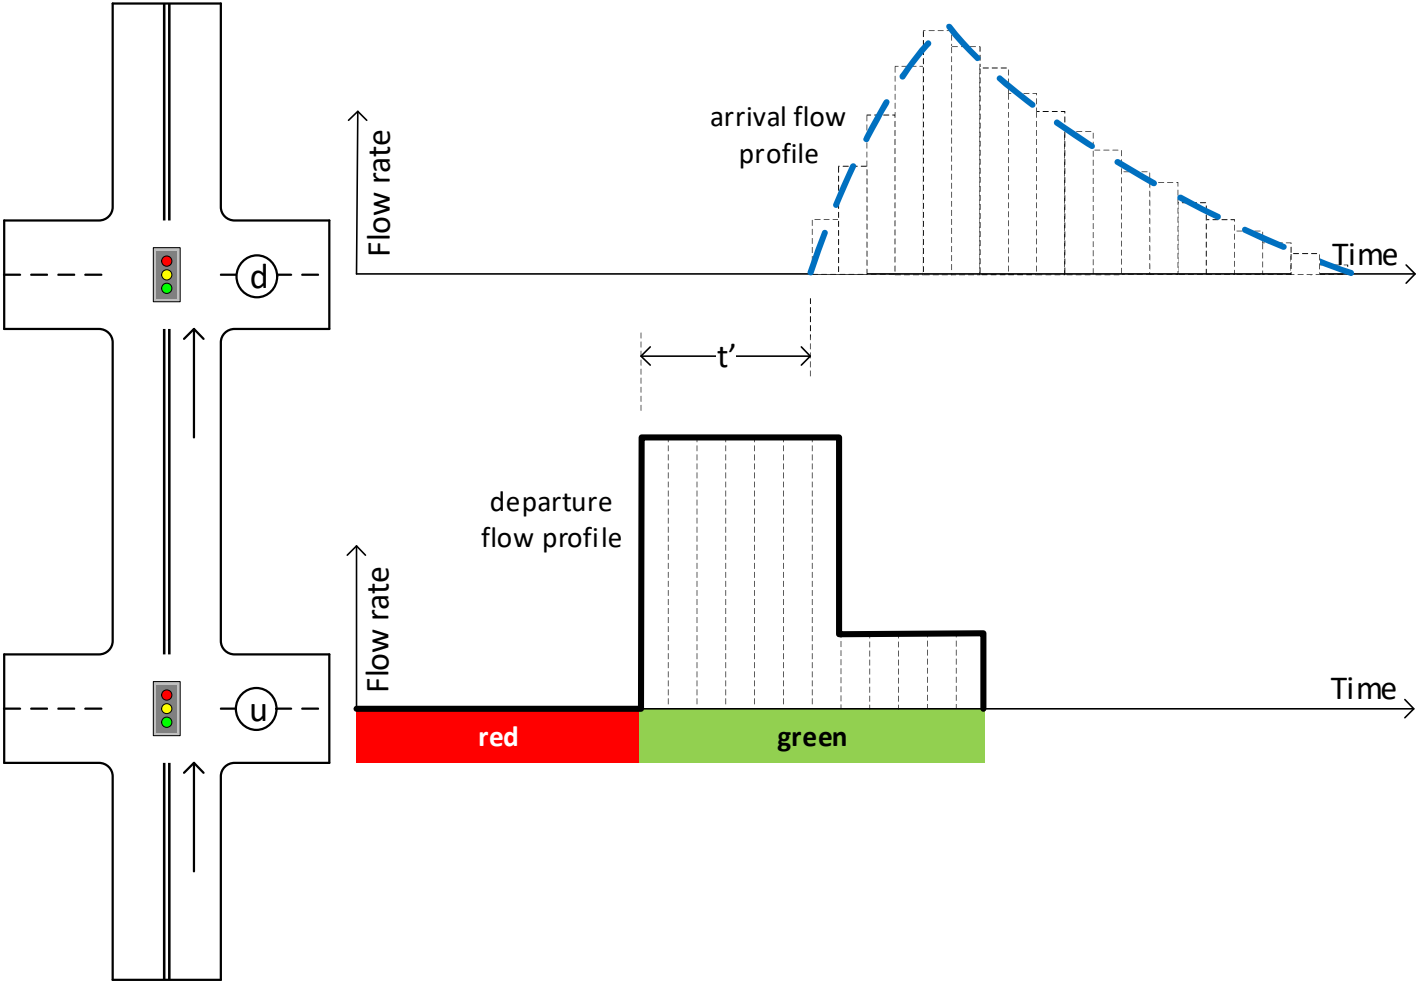 arrival flow
profile
Flow rate
Time
d
t’
departure
flow profile
Flow rate
Time
u
red
green